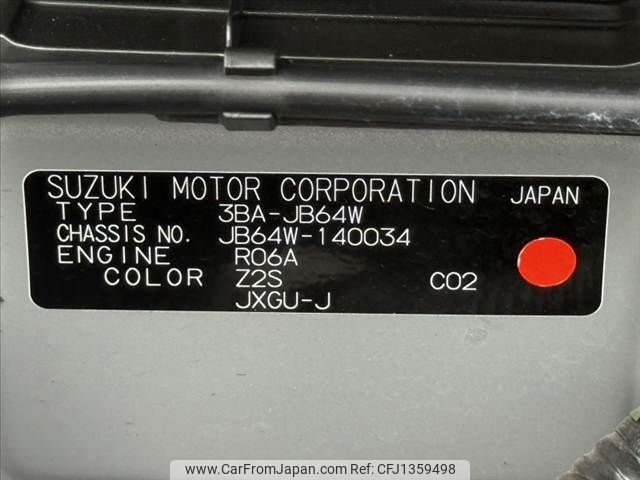 SUZUKI MOTOR CORPORATION JAPAN
TYPE 3BA-JB64W
CHASSIS NO. JB64W-140034
ENGINE R06A
COLOR Z2S C02
JXGU-J
www.CarFromJapan.com - CFJ1359498